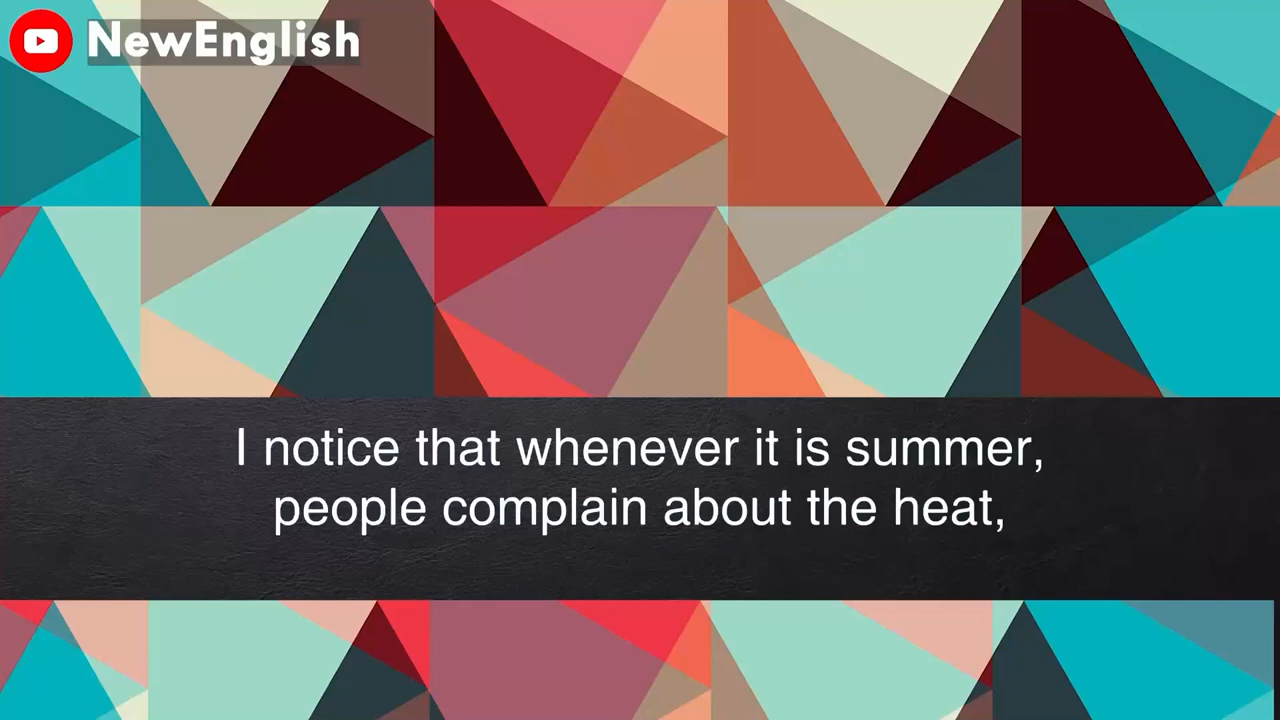 NewEnglish
I notice that whenever it is summer,
people complain about the heat,